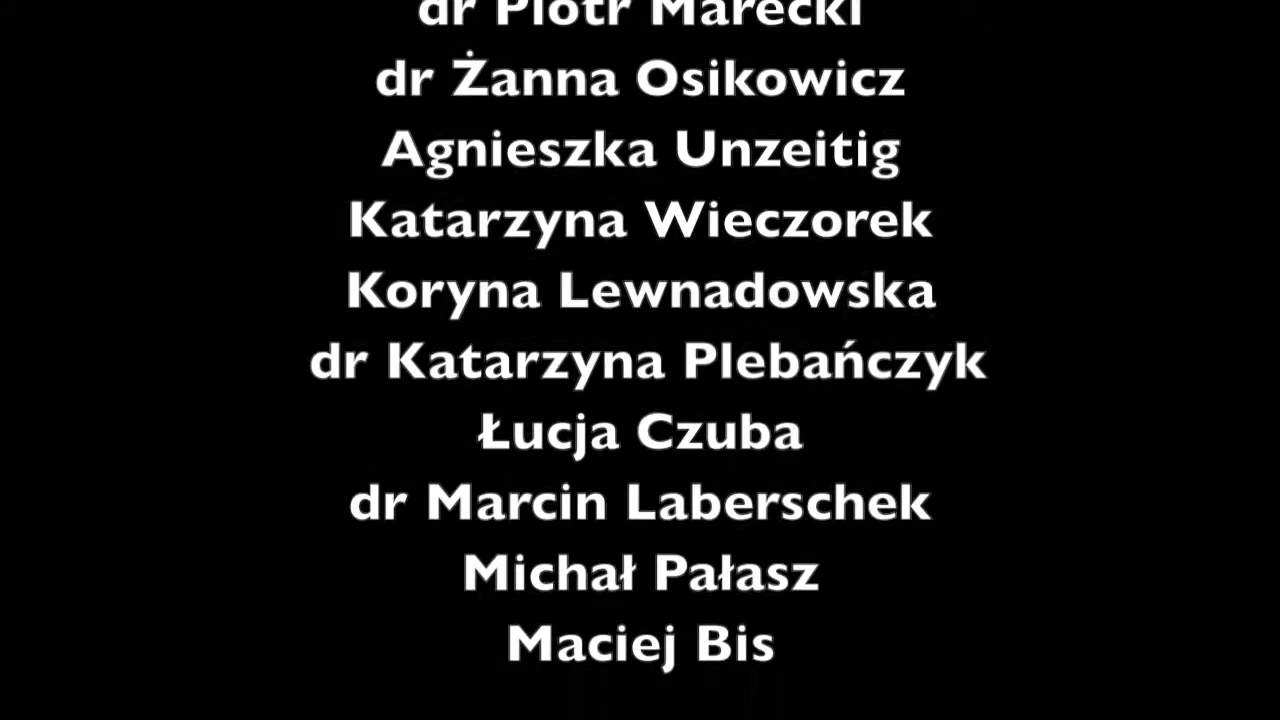 dr Piotr Marecki
dr Żanna Osikowicz
Agnieszka Unzeitig
Katarzyna Wieczorek
Koryna Lewnadowska
dr Katarzyna Plebańczyk
Łucja Czuba
dr Marcin Laberschek
Michał Pałasz
Maciej Bis